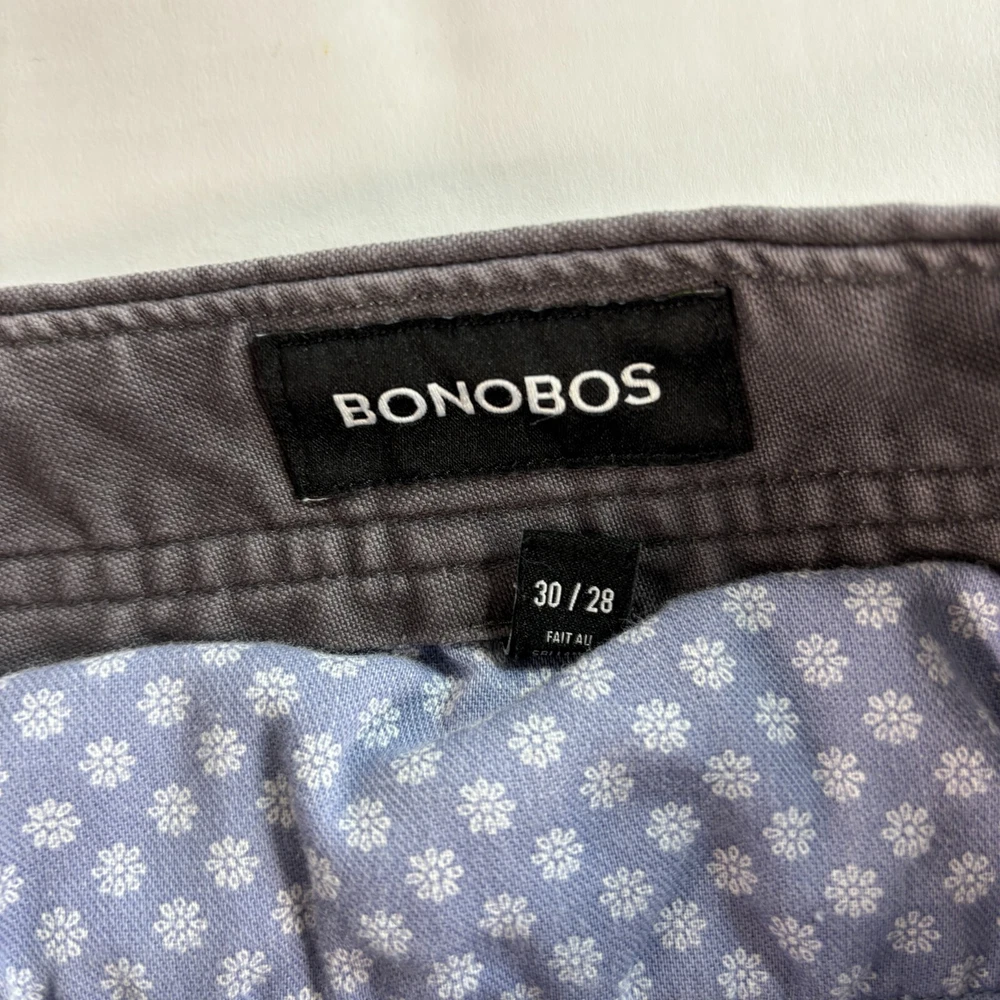 BONOBOS
30 / 28
FAIT AU